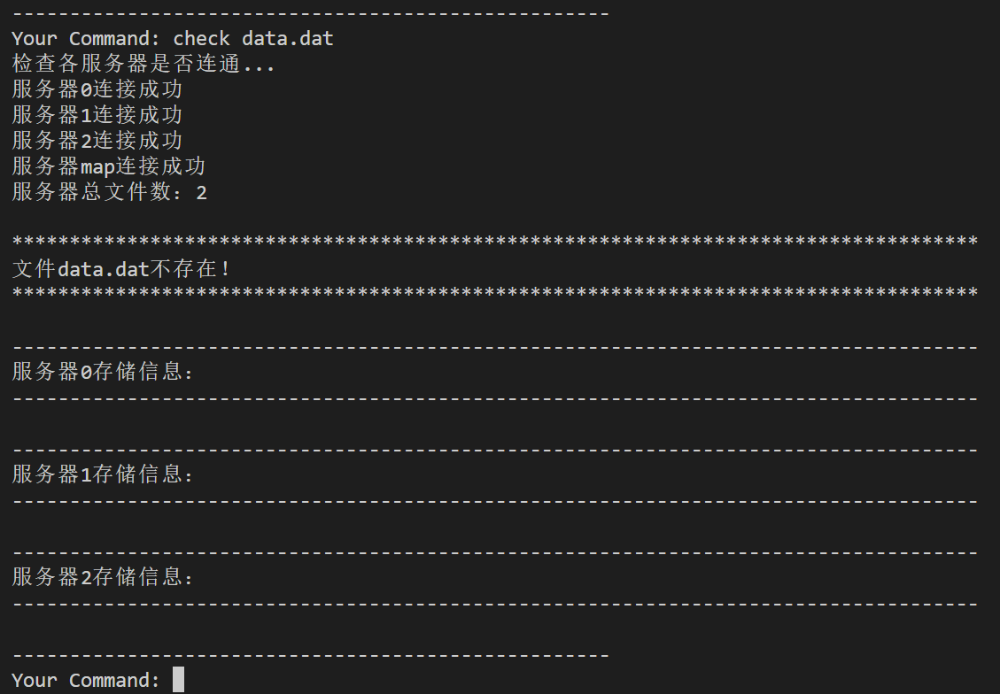 ----------------------------------------------------
Your Command: check data.dat
检查各服务器是否连通...
服务器0连接成功
服务器1连接成功
服务器2连接成功
服务器map连接成功
服务器总文件数：2
************************************************************************************
文件data.dat不存在！
************************************************************************************
------------------------------------------------------------------------------------
服务器0存储信息：
------------------------------------------------------------------------------------
------------------------------------------------------------------------------------
服务器1存储信息：
------------------------------------------------------------------------------------
------------------------------------------------------------------------------------
服务器2存储信息：
------------------------------------------------------------------------------------
----------------------------------------------------
Your Command: